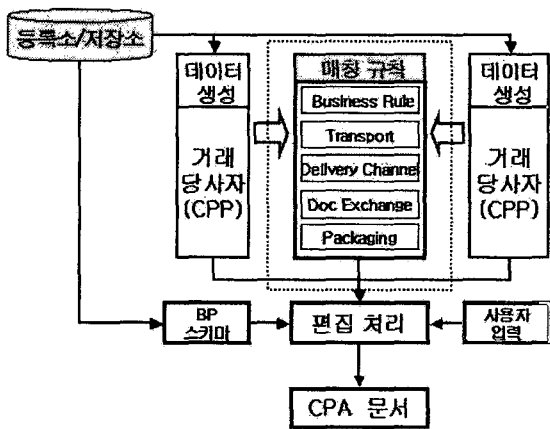 등록소/저장소
데이터
생성
거래
당사자
(CPP)
매칭 규칙
Business Rule
Transport
Delivery Channel
Doc Exchange
Packaging
데이터
생성
거래
당사자
(CPP)
BP
스키마
편집 처리
사용자
입력
CPA 문서